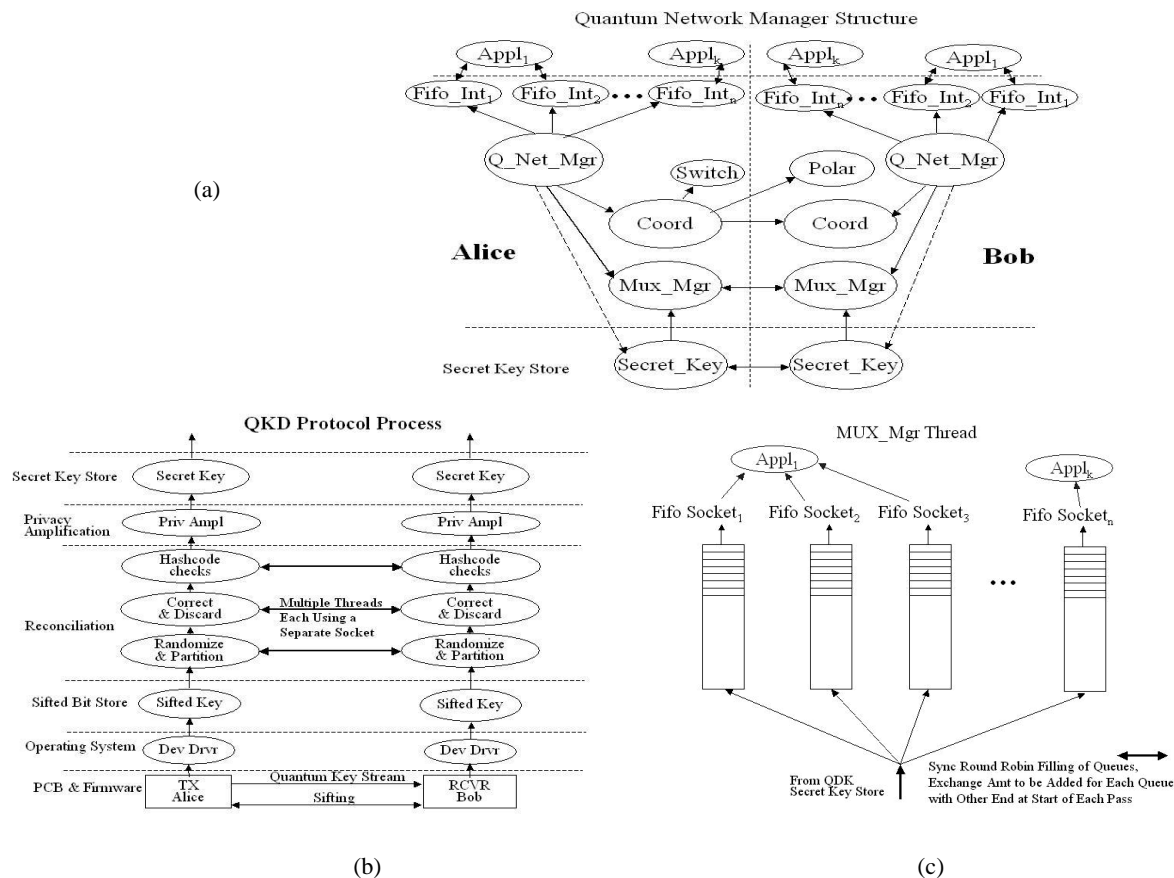 Quantum Network Manager Structure
Appl1 Appllk Applk Appl1
Fifo_Int1 Fifo_Int2 ••• Fifo_Intn Fifo_Intn ••• Fifo_Int2 Fifo_Int1
Q_Net_Mgr Q_Net_Mgr
(a)
Switch Polar
Coord Coord
Alice Bob
Mux_Mgr Mux_Mgr
Secret_Key Secret_Key
Secret Key Store
QKD Protocol Process
Secret Key Store
Secret Key Secret Key
Privacy
Amplification
Priv Ampl Priv Ampl
Hashcode
checks
Hashcode
checks
Reconciliation
Correct
& Discard
Multiple Threads
Each Using a
Separate Socket
Correct
& Discard
Randomize
& Partition
Randomize
& Partition
Sifted Bit Store
Sifted Key Sifted Key
Operating System
Dev Drvr Dev Drvr
PCB & Firmware
TX
Alice
Quantum Key Stream
Sifting
RCVR
Bob
(b)
MUX_Mgr Thread
Appl1 Applk
Fifo Socket1 Fifo Socket2 Fifo Socket3 Fifo Socketn
•••
From QDK
Secret Key Store
Sync Round Robin Filling of Queues,
Exchange Amt to be Added for Each Queue
with Other End at Start of Each Pass
(c)